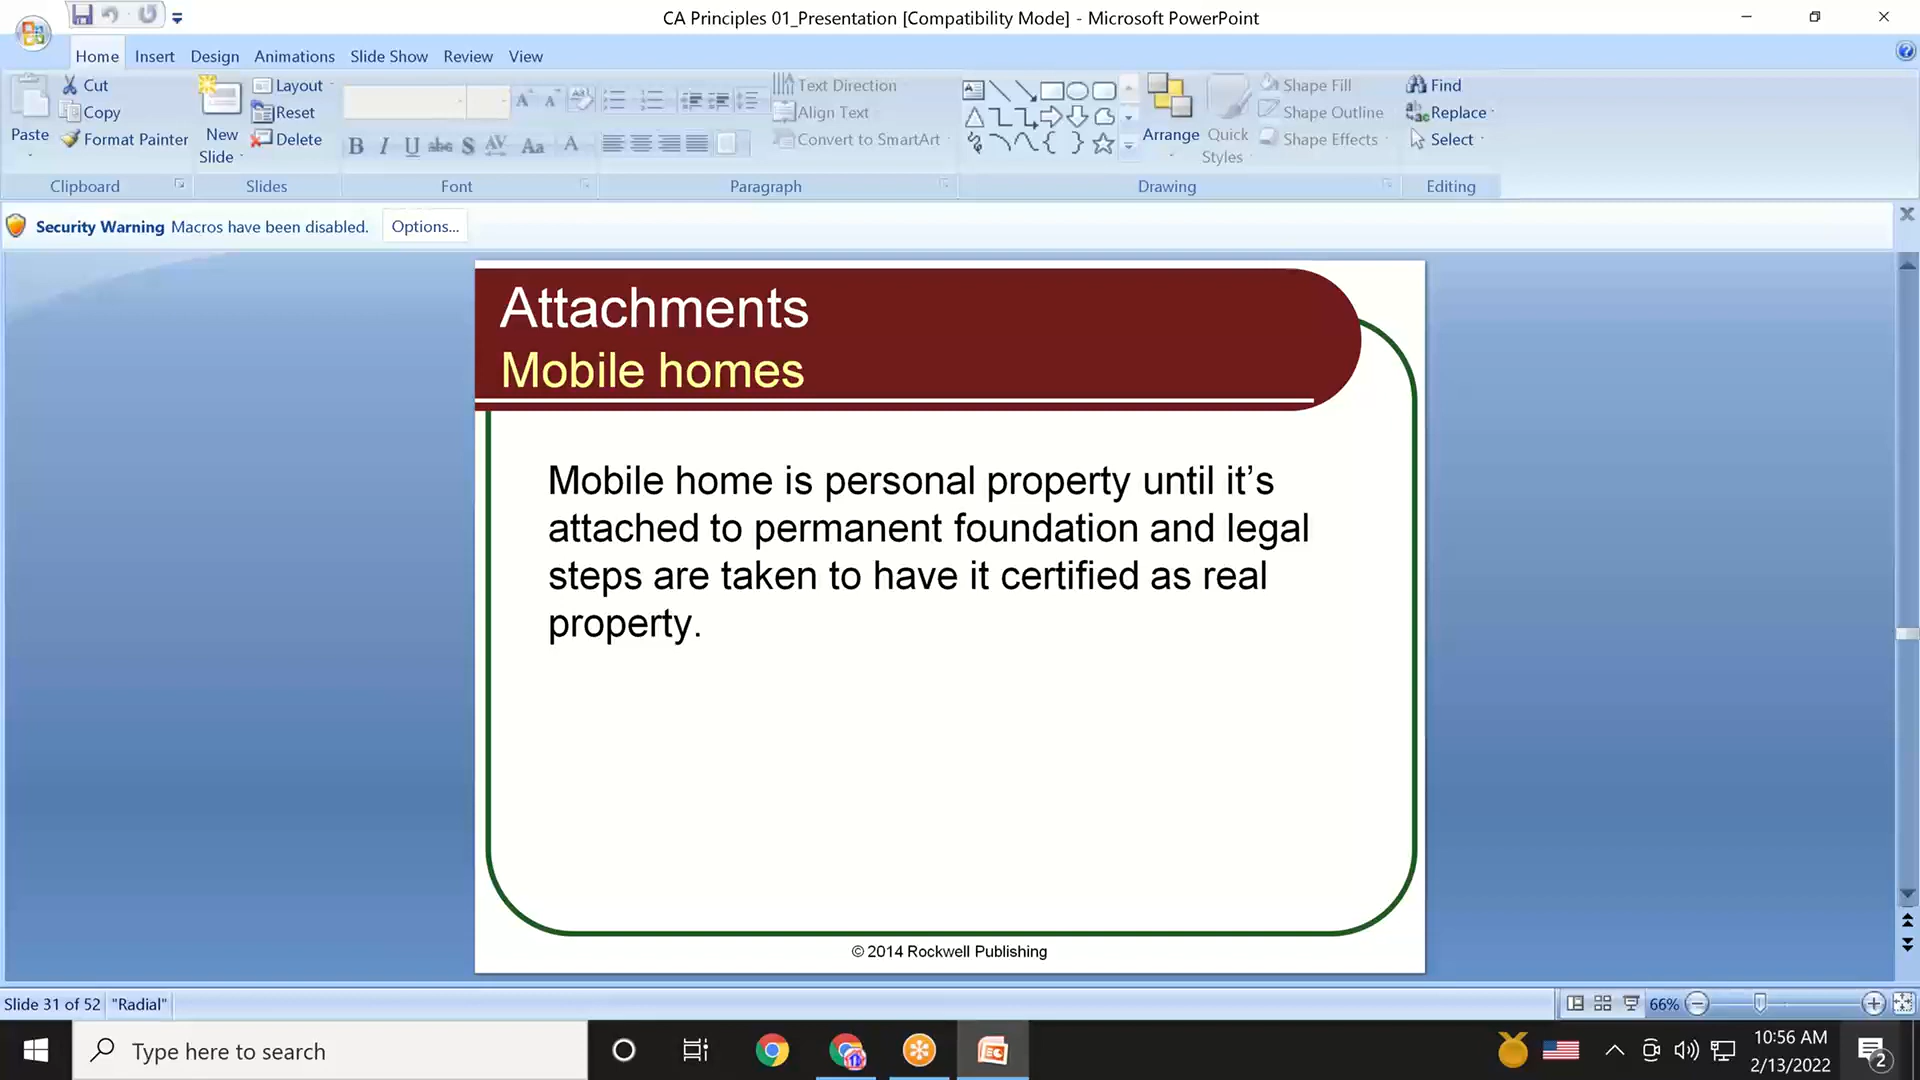 CA Principles 01_Presentation [Compatibility Mode] - Microsoft PowerPoint
Home Insert Design Animations Slide Show Review View
Paste
Cut
Copy
Format Painter
Clipboard
New
Slide
Layout
Reset
Delete
Slides
B I U abc S AV Aa A
Font
Text Direction
Align Text
Convert to SmartArt
Paragraph
Arrange
Quick
Styles
Shape Fill
Shape Outline
Shape Effects
Drawing
Find
Replace
Select
Editing
Security Warning Macros have been disabled. Options...
Attachments
Mobile homes
Mobile home is personal property until it’s
attached to permanent foundation and legal
steps are taken to have it certified as real
property.
© 2014 Rockwell Publishing
Slide 31 of 52 "Radial" 66%
Type here to search
10:56 AM
2/13/2022
2